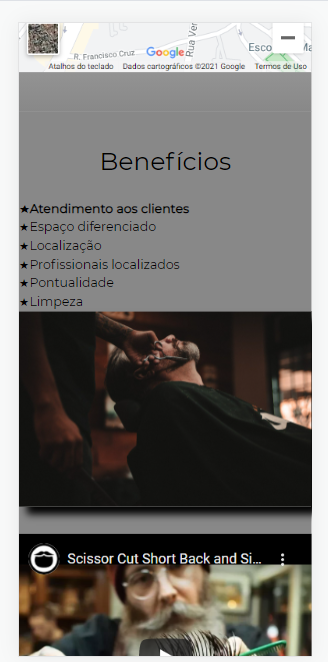 R. Francisco Cruz
Rua Ver
Esco
Ma
Google
Atalhos do teclado Dados cartográficos ©2021 Google Termos de Uso
Benefícios
★Atendimento aos clientes
★Espaço diferenciado
★Localização
★Profissionais localizados
★Pontualidade
★Limpeza
Scissor Cut Short Back and Si...